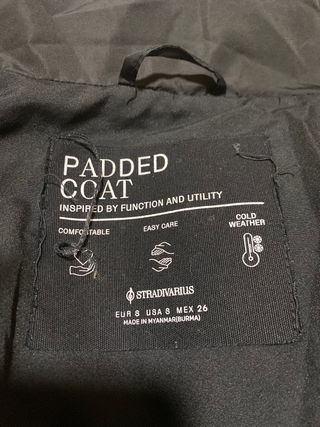 PADDED
COAT
INSPIRED BY FUNCTION AND UTILITY
COMFORTABLE
EASY CARE
COLD
WEATHER
STRADIVARIUS
EUR S USA S MEX 26
MADE IN MYANMAR(BURMA)